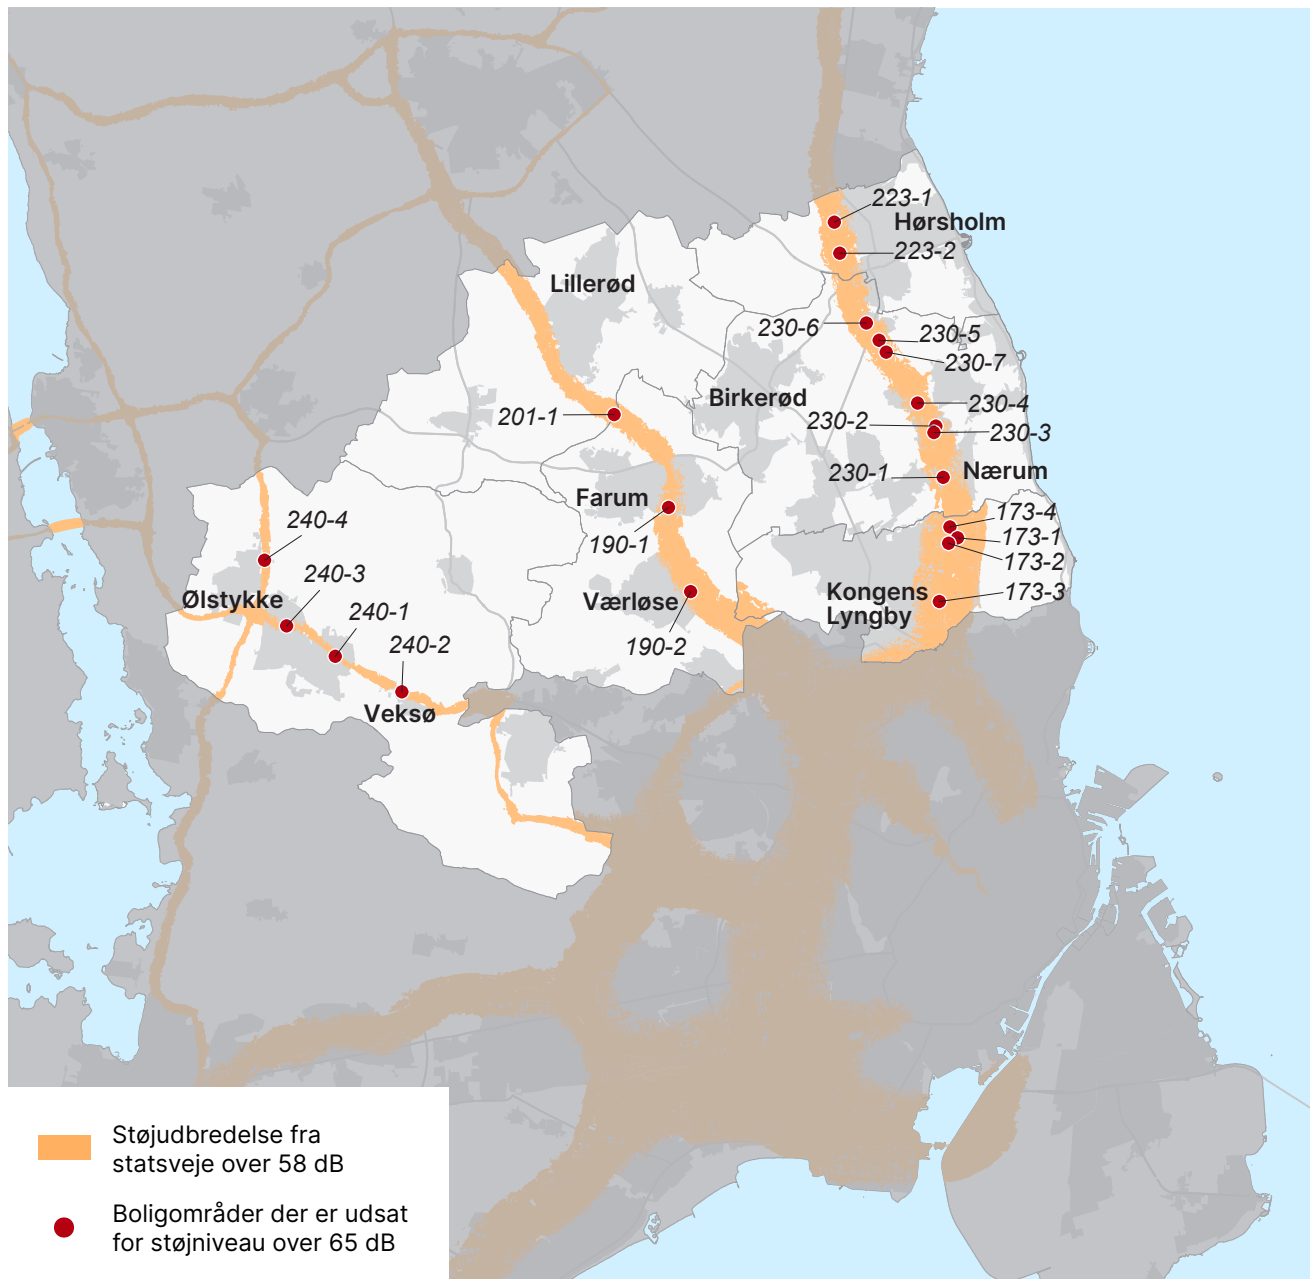 223-1
Hørsholm
223-2
Lillerød
230-6
230-5
230-7
Birkerød
230-4
201-1
230-2
230-3
230-1
Nærum
Farum
240-4
173-4
190-1
173-1
173-2
240-3
Ølstykke
Værløse
Kongens
Lyngby
173-3
240-1
240-2
190-2
Veksø
Støjudbredelse fra
statsveje over 58 dB
Boligområder der er udsat
for støjniveau over 65 dB